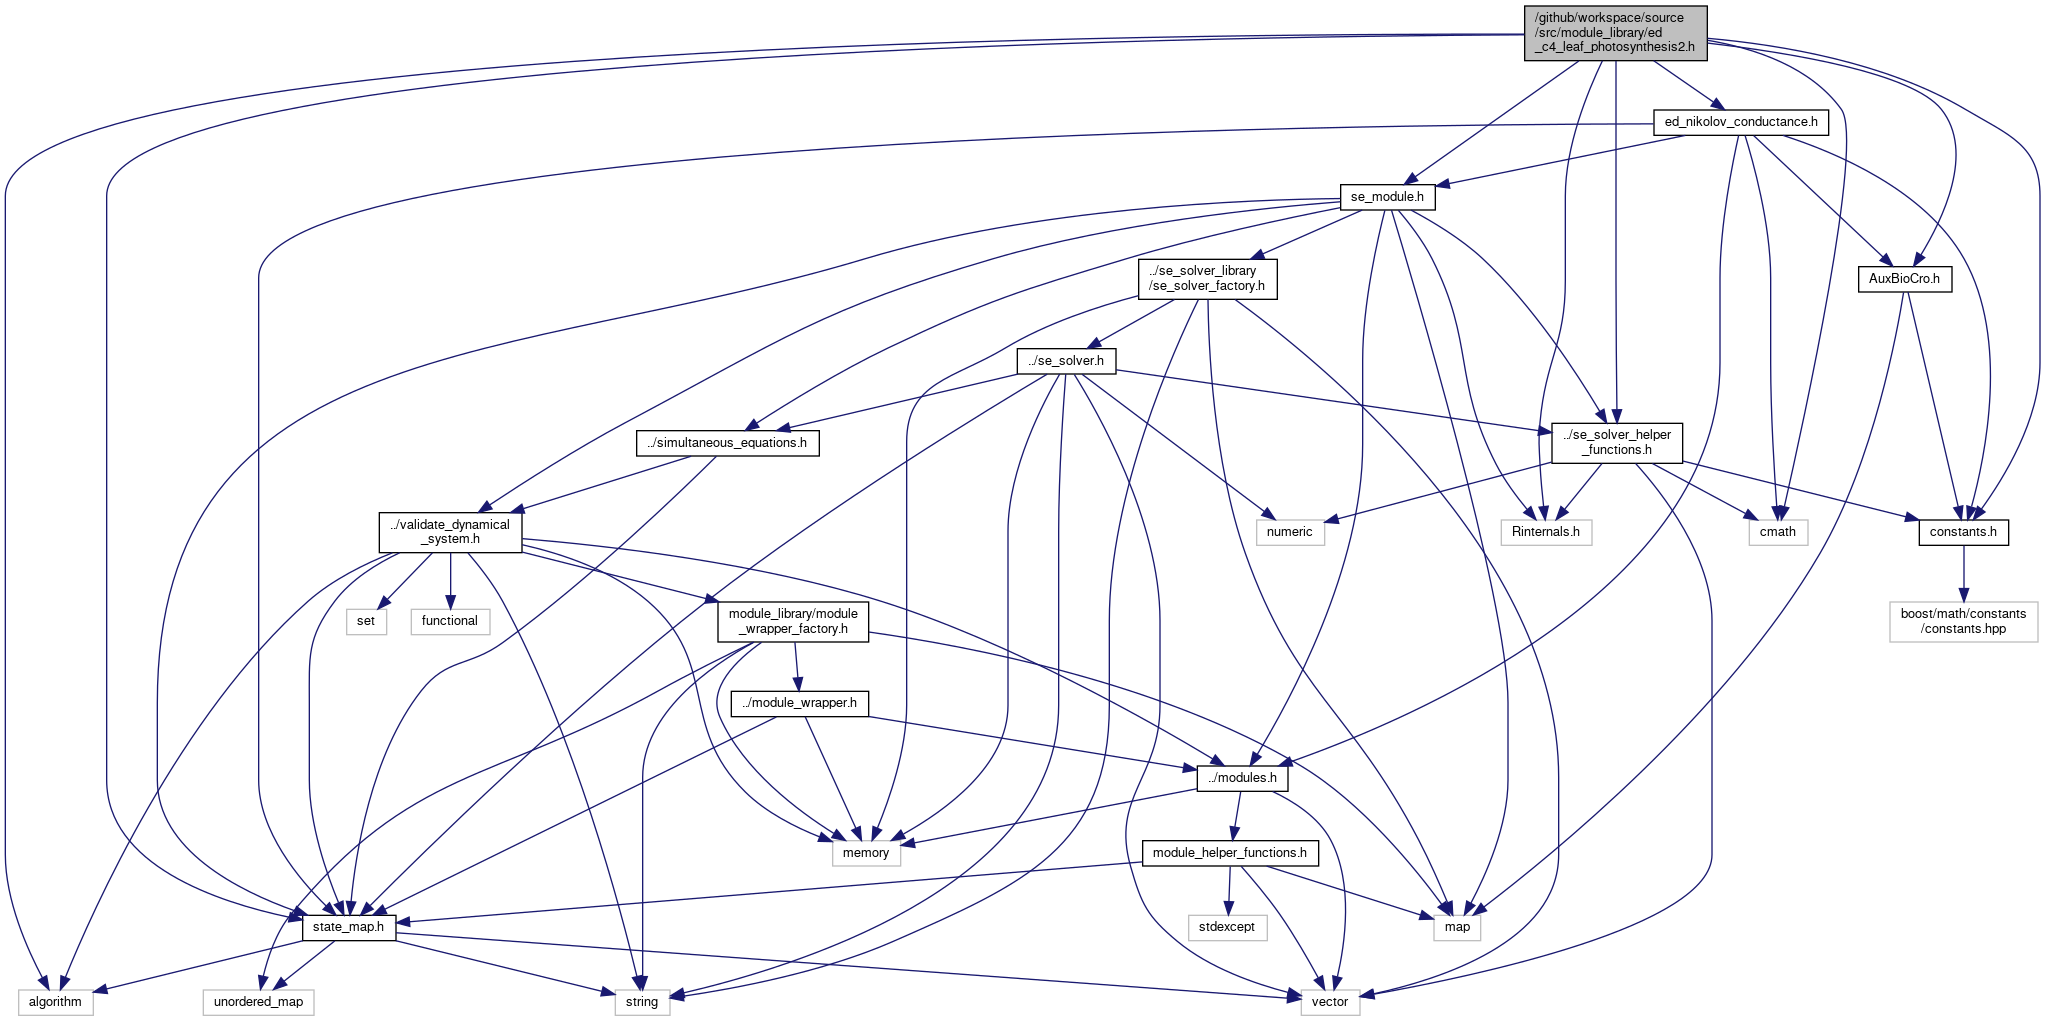 /github/workspace/source
/src/module_library/ed
_c4_leaf_photosynthesis2.h
ed_nikolov_conductance.h
se_module.h
../se_solver_library
/se_solver_factory.h
AuxBioCro.h
../se_solver.h
../simultaneous_equations.h
../se_solver_helper
_functions.h
../validate_dynamical
_system.h
numeric
Rinternals.h
cmath
constants.h
set
functional
module_library/module
_wrapper_factory.h
boost/math/constants
/constants.hpp
../module_wrapper.h
../modules.h
memory
module_helper_functions.h
state_map.h
stdexcept
map
algorithm
unordered_map
string
vector